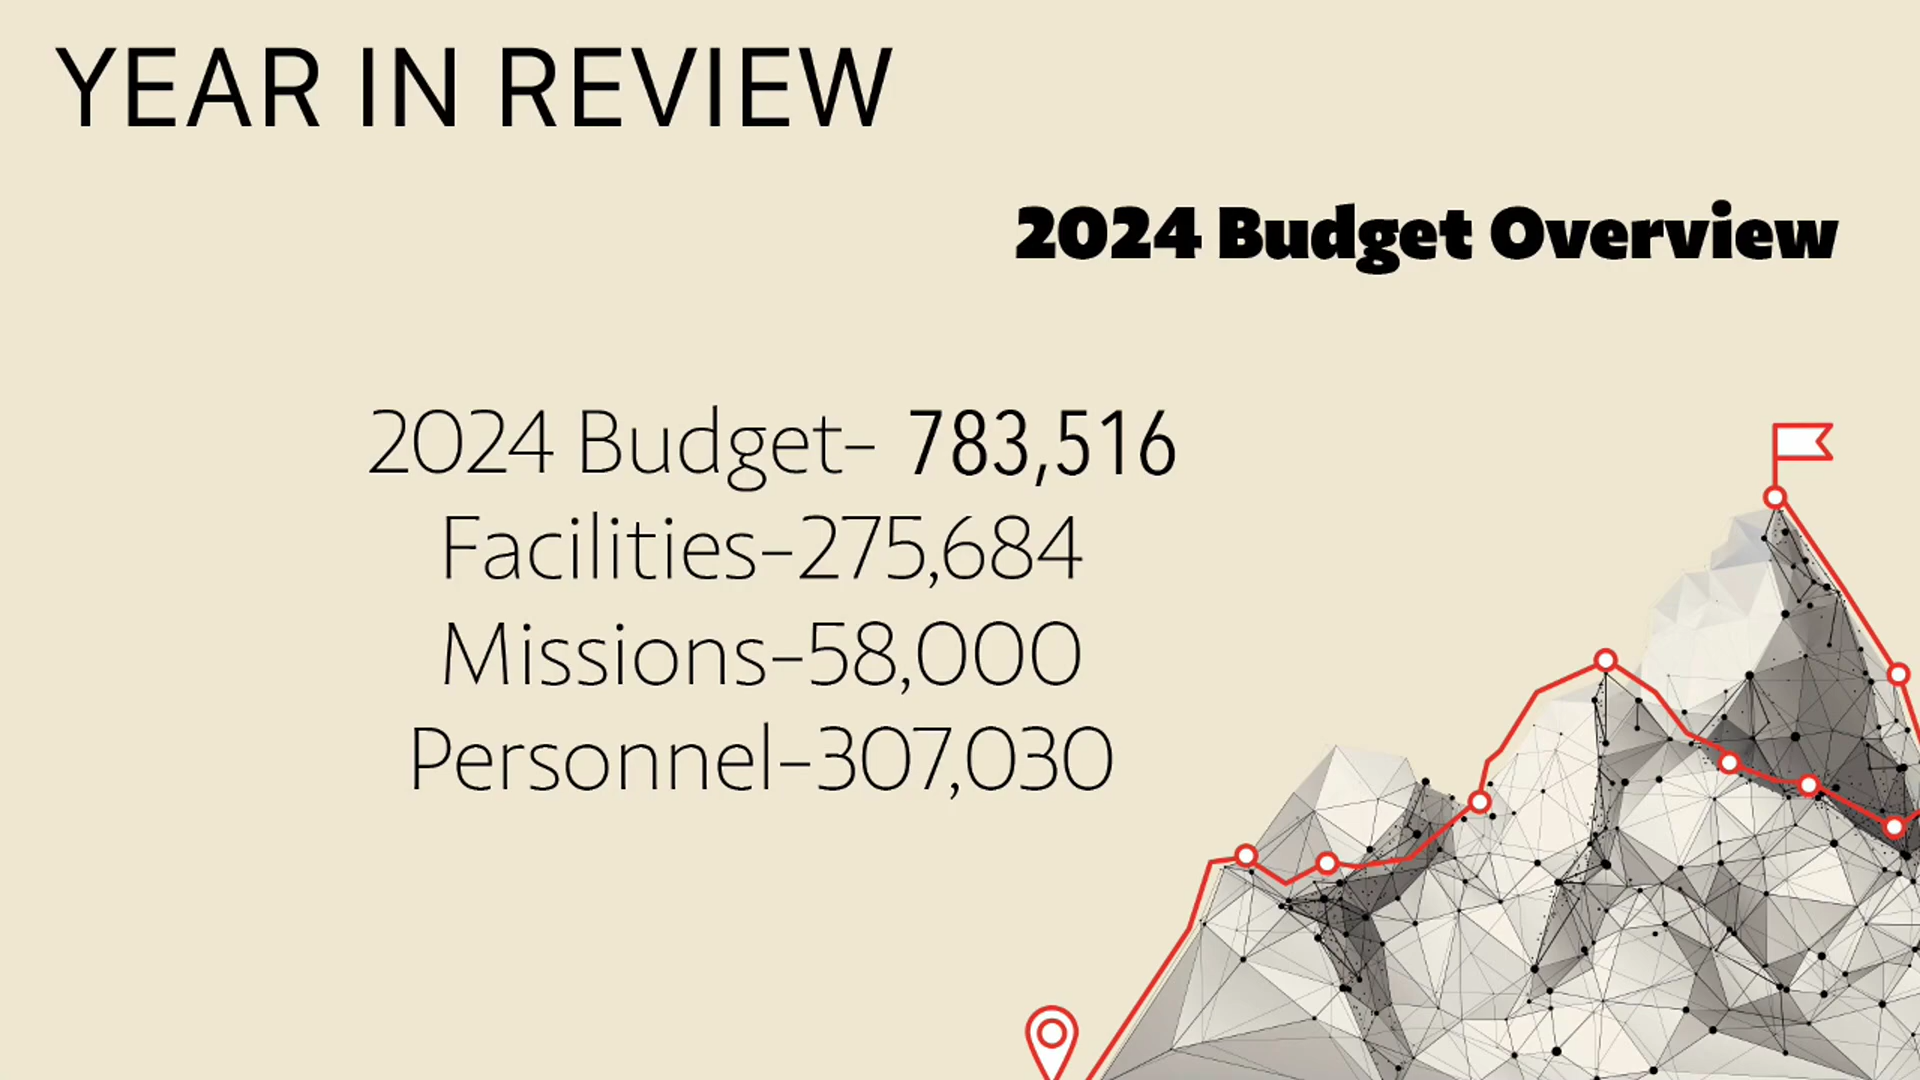 YEAR IN REVIEW
2024 Budget Overview
2024 Budget- 783,516
Facilities-275,684
Missions-58,000
Personnel-307,030